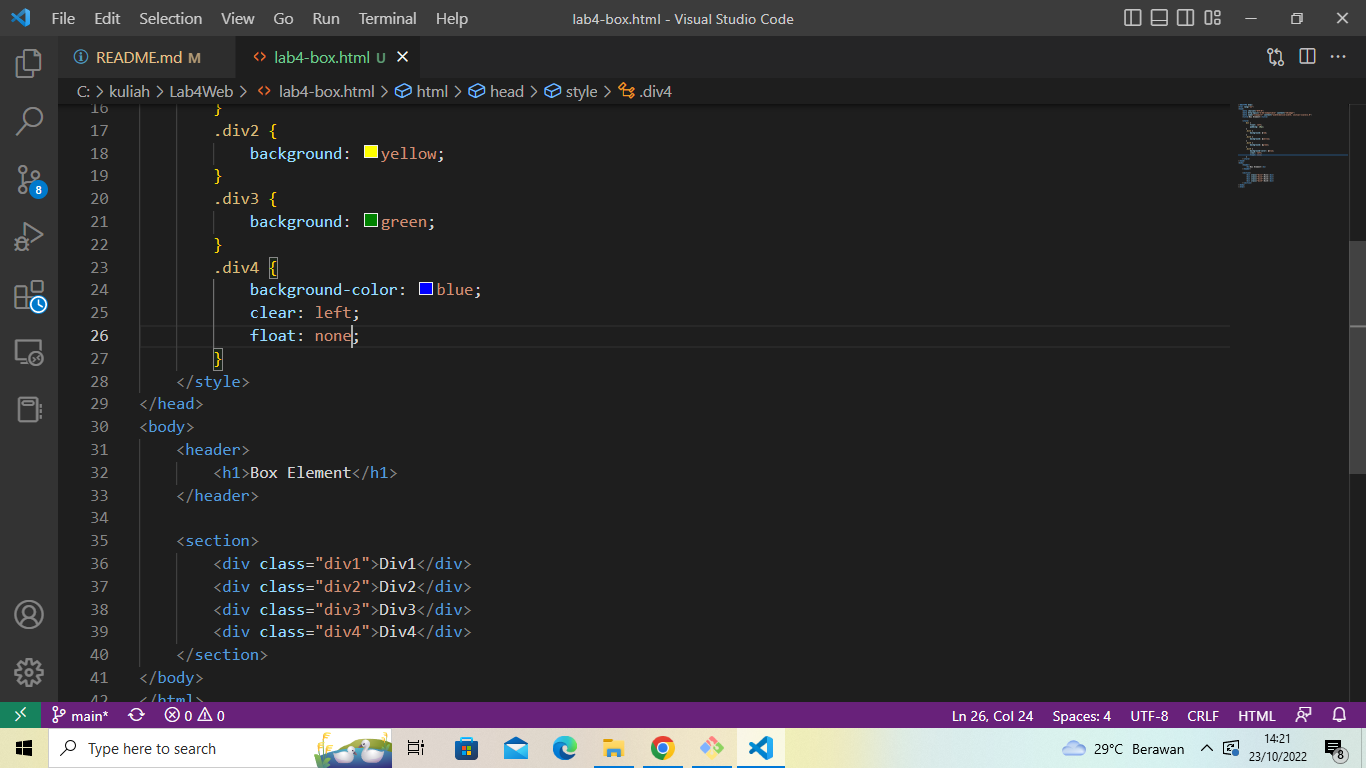 File Edit Selection View Go Run Terminal Help lab4-box.html - Visual Studio Code
README.md M lab4-box.html U
C: > kuliah > Lab4Web > lab4-box.html > html > head > style > .div4
16 }
17 .div2 {
18 background: yellow;
19 }
20 .div3 {
21 background: green;
22 }
23 .div4 {
24 background-color: blue;
25 clear: left;
26 float: none;
27 }
28 </style>
29 </head>
30 <body>
31 <header>
32 <h1>Box Element</h1>
33 </header>
34
35 <section>
36 <div class="div1">Div1</div>
37 <div class="div2">Div2</div>
38 <div class="div3">Div3</div>
39 <div class="div4">Div4</div>
40 </section>
41 </body>
42 </html>
8
main* 0 0 Ln 26, Col 24 Spaces: 4 UTF-8 CRLF HTML
Type here to search 29°C Berawan 14:21
23/10/2022 8